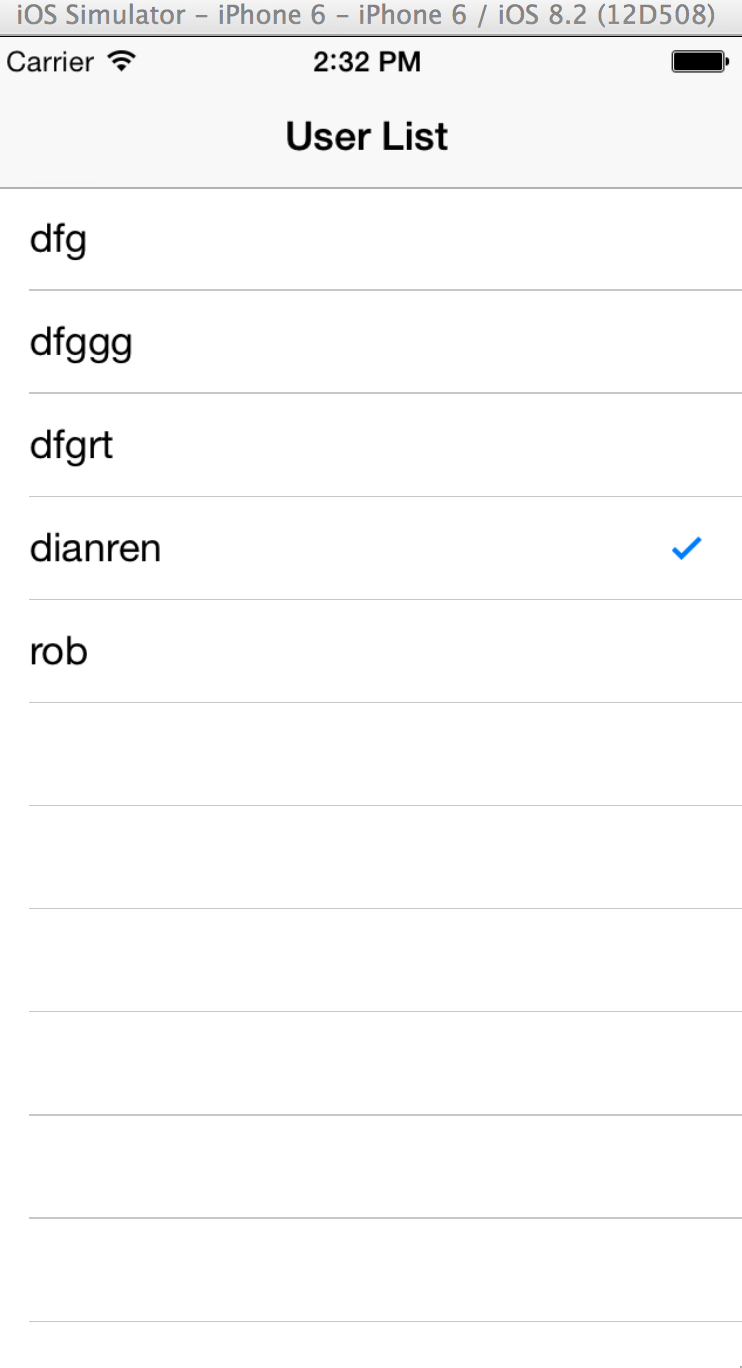 iOS Simulator – iPhone 6 – iPhone 6 / iOS 8.2 (12D508)
Carrier 2:32 PM
User List
dfg
dfggg
dfgrt
dianren
rob